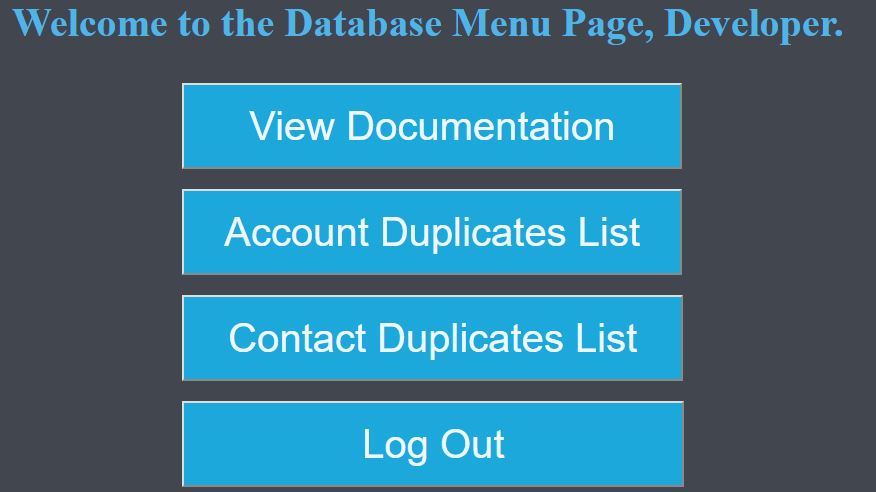 Welcome to the Database Menu Page, Developer.
View Documentation
Account Duplicates List
Contact Duplicates List
Log Out